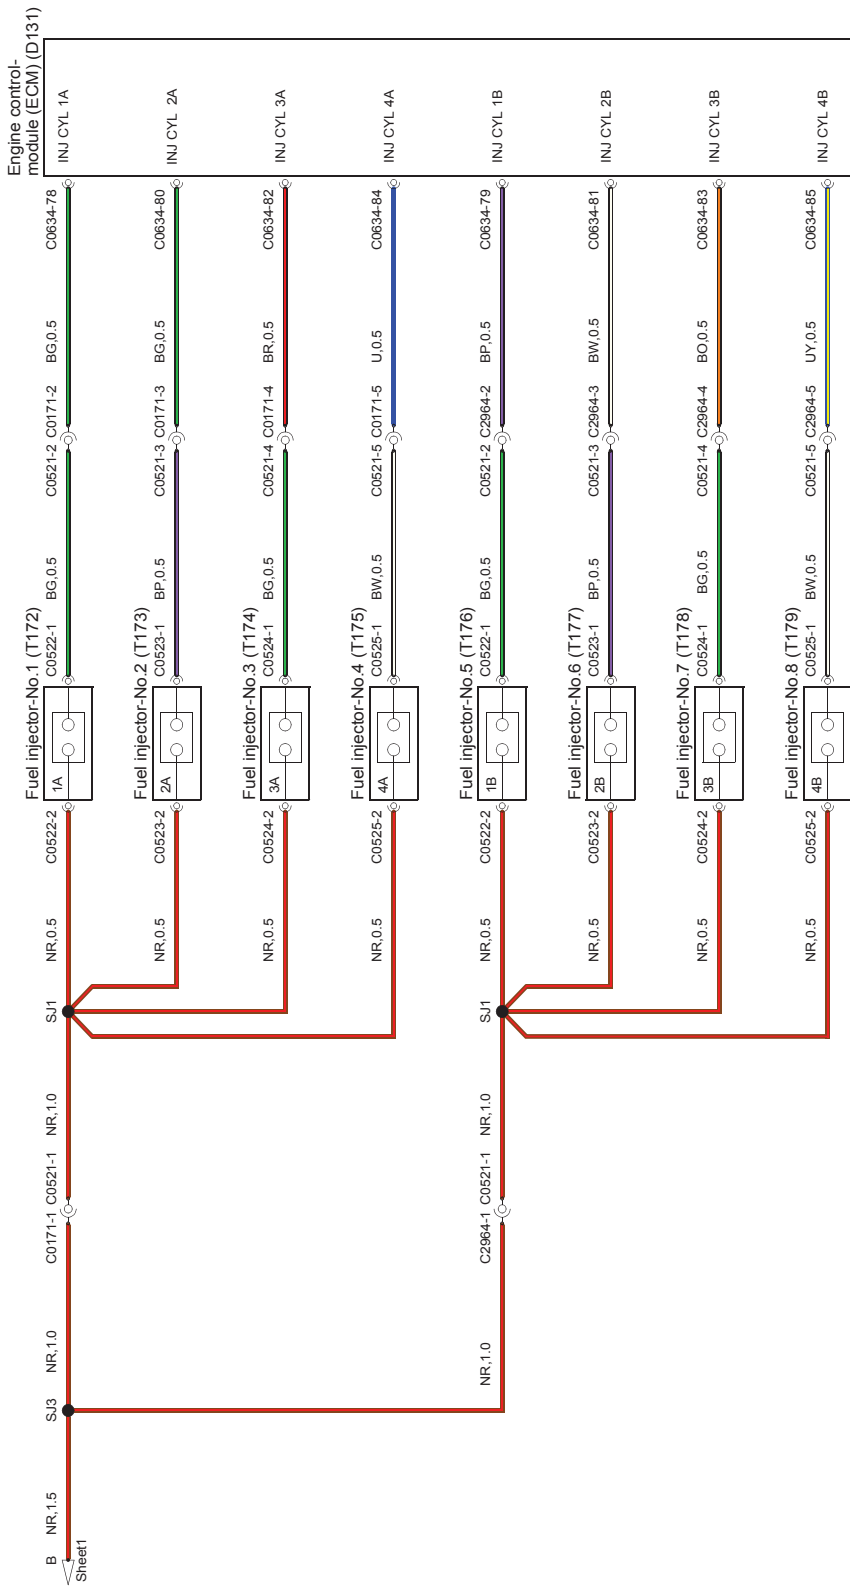 Engine control-
module (ECM) (D131)
INJ CYL 1A
INJ CYL 2A
INJ CYL 3A
INJ CYL 4A
INJ CYL 1B
INJ CYL 2B
INJ CYL 3B
INJ CYL 4B
C0634-78
C0634-80
C0634-82
C0634-84
C0634-79
C0634-81
C0634-83
C0634-85
BG,0.5
BG,0.5
BR,0.5
U,0.5
BP,0.5
BW,0.5
BO,0.5
UY,0.5
C0171-2
C0171-3
C0171-4
C0171-5
C2964-2
C2964-3
C2964-4
C2964-5
C0521-2
C0521-3
C0521-4
C0521-5
C0521-2
C0521-3
C0521-4
C0521-5
BG,0.5
BP,0.5
BG,0.5
BW,0.5
BG,0.5
BP,0.5
BG,0.5
BW,0.5
C0522-1
C0523-1
C0524-1
C0525-1
C0522-1
C0523-1
C0524-1
C0525-1
Fuel injector-No.1 (T172)
Fuel injector-No.2 (T173)
Fuel injector-No.3 (T174)
Fuel injector-No.4 (T175)
Fuel injector-No.5 (T176)
Fuel injector-No.6 (T177)
Fuel injector-No.7 (T178)
Fuel injector-No.8 (T179)
1A
2A
3A
4A
1B
2B
3B
4B
C0522-2
C0523-2
C0524-2
C0525-2
C0522-2
C0523-2
C0524-2
C0525-2
NR,0.5
NR,0.5
NR,0.5
NR,0.5
NR,0.5
NR,0.5
NR,0.5
NR,0.5
SJ1
SJ1
NR,1.0
NR,1.0
C0521-1
C0521-1
C0171-1
C2964-1
NR,1.0
NR,1.0
SJ3
NR,1.5
B
Sheet1